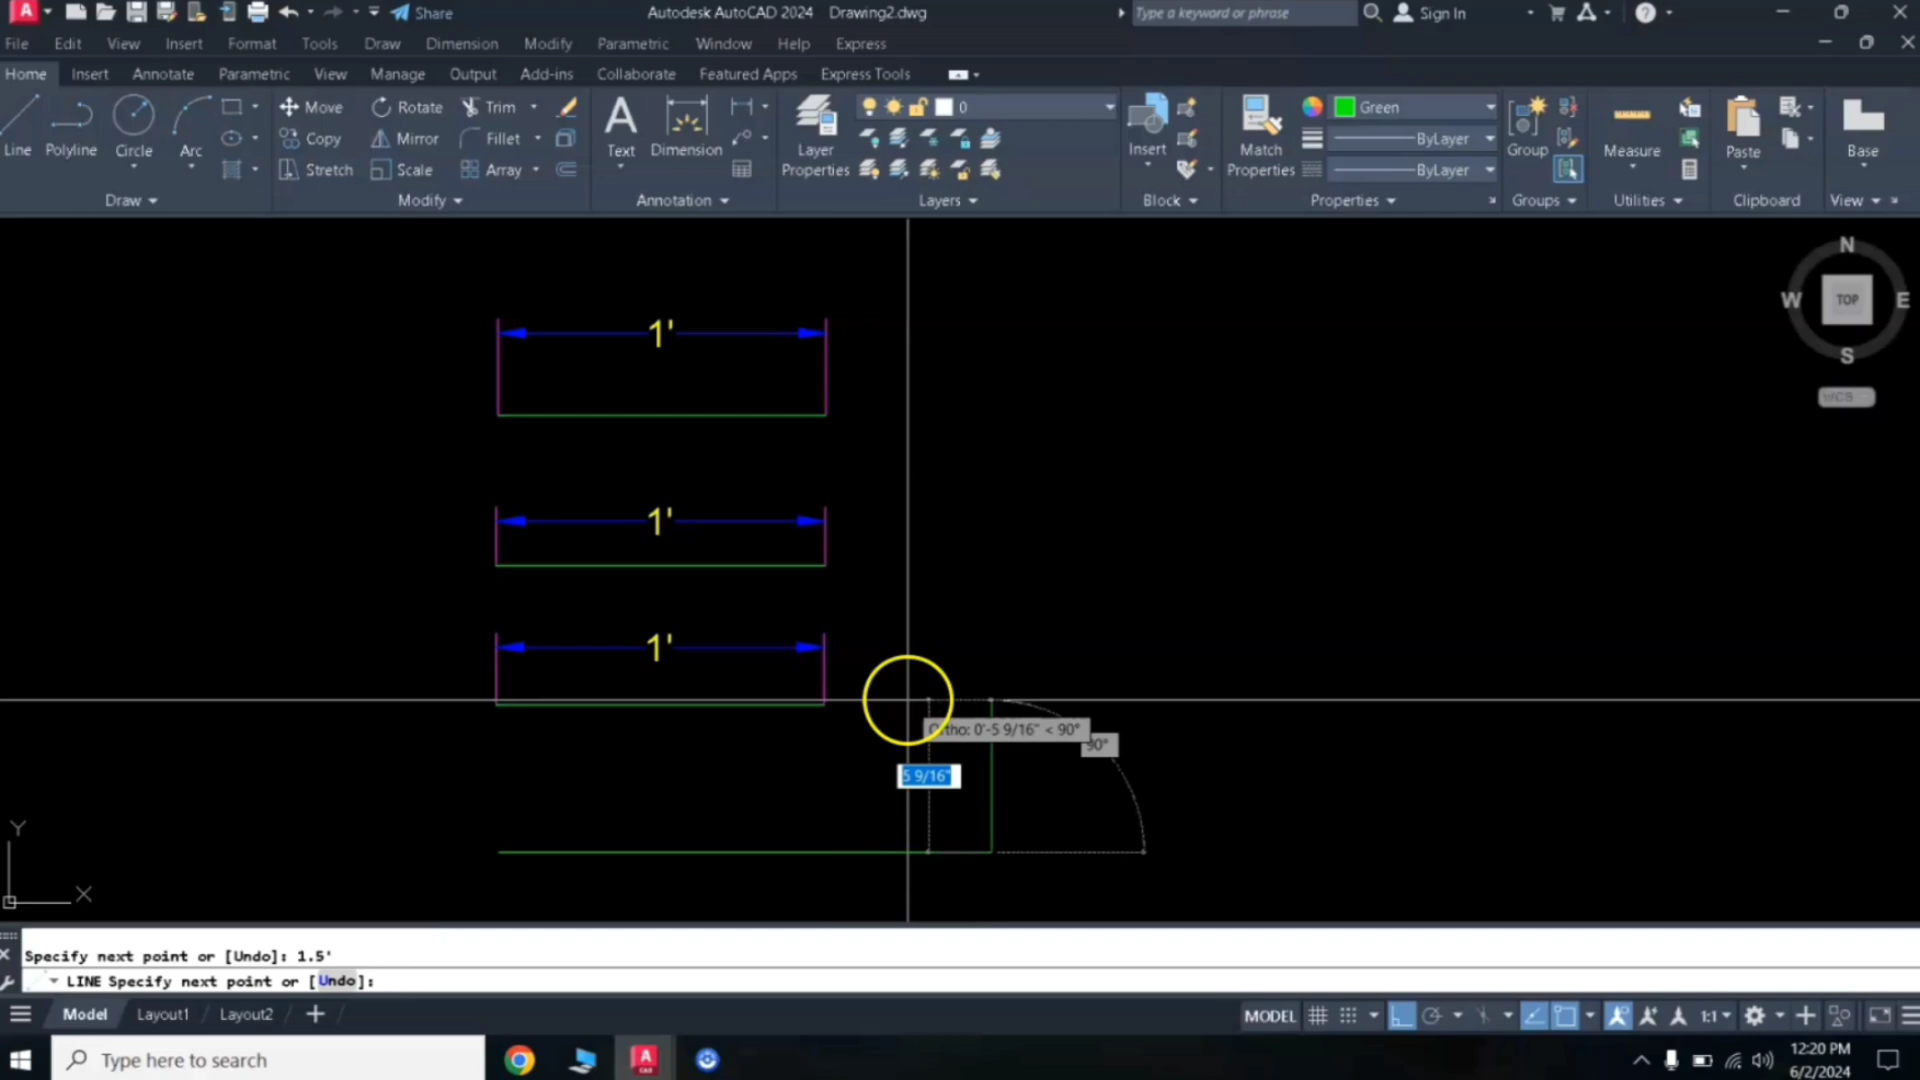 Share
Autodesk AutoCAD 2024 Drawing2.dwg
Type a keyword or phrase
Sign In
File Edit View Insert Format Tools Draw Dimension Modify Parametric Window Help Express
Home Insert Annotate Parametric View Manage Output Add-ins Collaborate Featured Apps Express Tools
Line Polyline Circle Arc
Move Rotate Trim
Copy Mirror Fillet
Stretch Scale Array
Text Dimension
Layer Properties
0
Insert
Match Properties
Green
ByLayer
ByLayer
Group
Measure
Paste
Base
Draw Modify Annotation Layers Block Properties Groups Utilities Clipboard View
N
W TOP E
S
WCS
1'
1'
1'
Ortho: 0'-5 9/16" < 90°
90°
5 9/16"
Y
X
Specify next point or [Undo]: 1.5'
LINE Specify next point or [Undo]:
Model Layout1 Layout2
MODEL 1:1
Type here to search
12:20 PM
6/2/2024